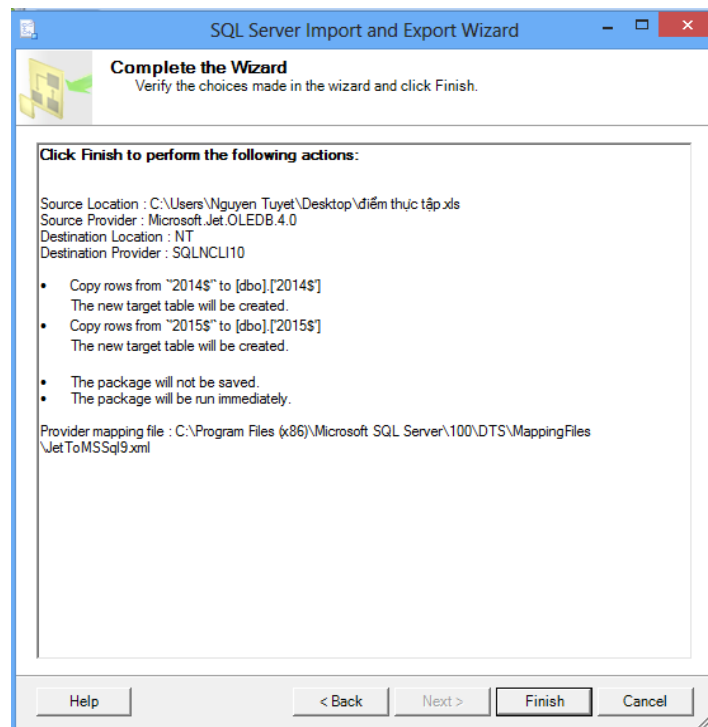 SQL Server Import and Export Wizard
Complete the Wizard
Verify the choices made in the wizard and click Finish.
Click Finish to perform the following actions:
Source Location : C:\Users\Nguyen Tuyet\Desktop\điểm thực tập.xls
Source Provider : Microsoft.Jet.OLEDB.4.0
Destination Location : NT
Destination Provider : SQLNCLI10
• Copy rows from `'2014$'` to [dbo].['2014$']
The new target table will be created.
• Copy rows from `'2015$'` to [dbo].['2015$']
The new target table will be created.
• The package will not be saved.
• The package will be run immediately.
Provider mapping file : C:\Program Files (x86)\Microsoft SQL Server\100\DTS\MappingFiles
\JetToMSSql9.xml
Help
< Back
Next >
Finish
Cancel